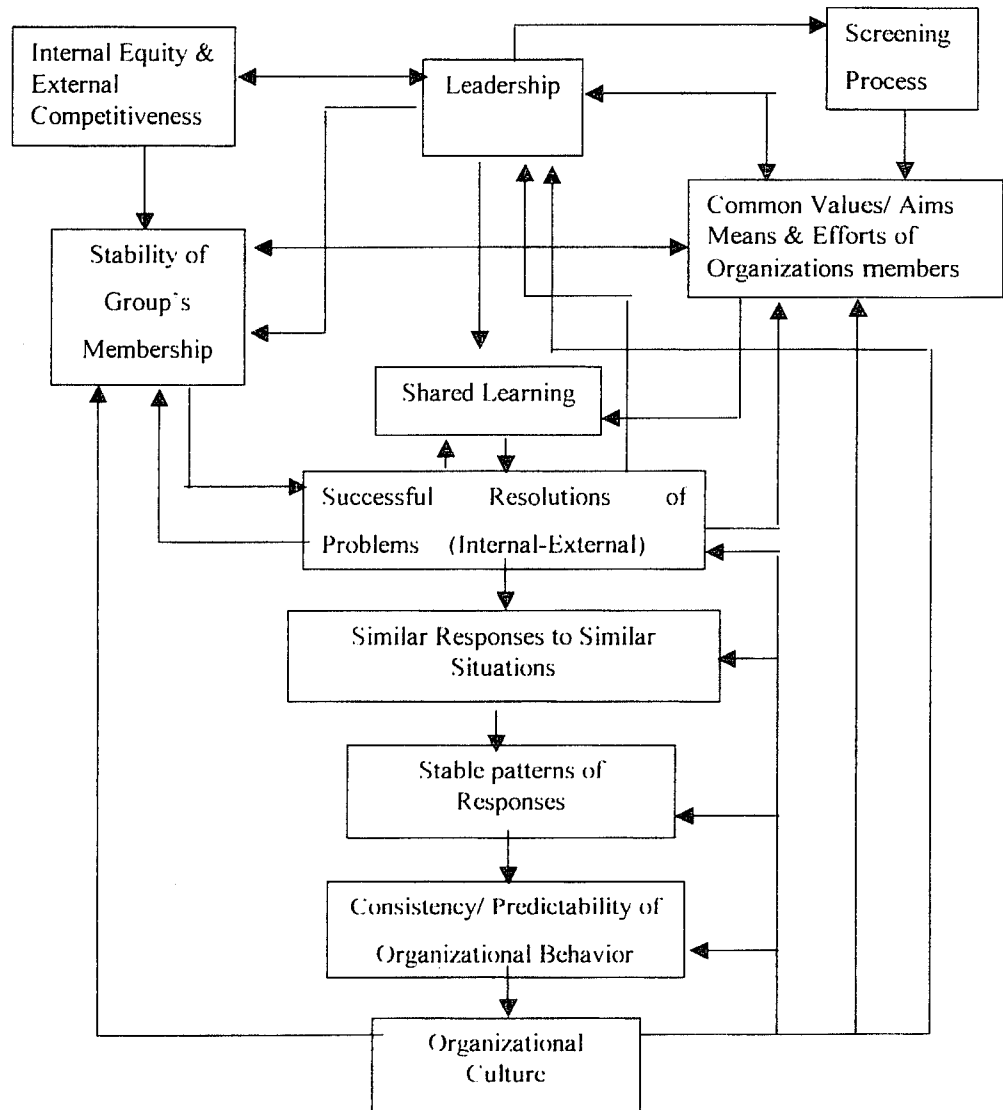 Internal Equity &
External
Competitiveness
Leadership
Screening
Process
Common Values/ Aims
Means & Efforts of
Organizations members
Stability of
Group`s
Membership
Shared Learning
Successful Resolutions of
Problems (Internal-External)
Similar Responses to Similar
Situations
Stable patterns of
Responses
Consistency/ Predictability of
Organizational Behavior
Organizational
Culture